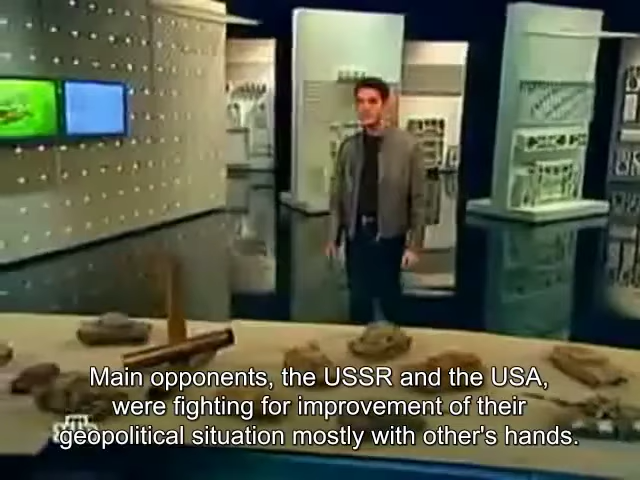 Main opponents, the USSR and the USA,
were fighting for improvement of their
geopolitical situation mostly with other's hands.